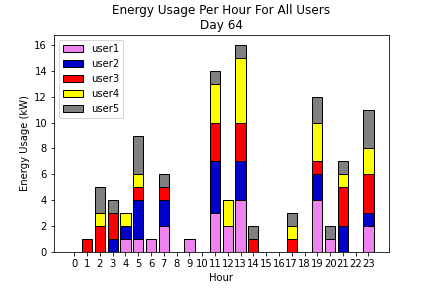 Energy Usage Per Hour For All Users
Day 64
user1
user2
user3
user4
user5
Energy Usage (kW)
16
14
12
10
8
6
4
2
0
0 1 2 3 4 5 6 7 8 9 10 11 12 13 14 15 16 17 18 19 20 21 22 23
Hour